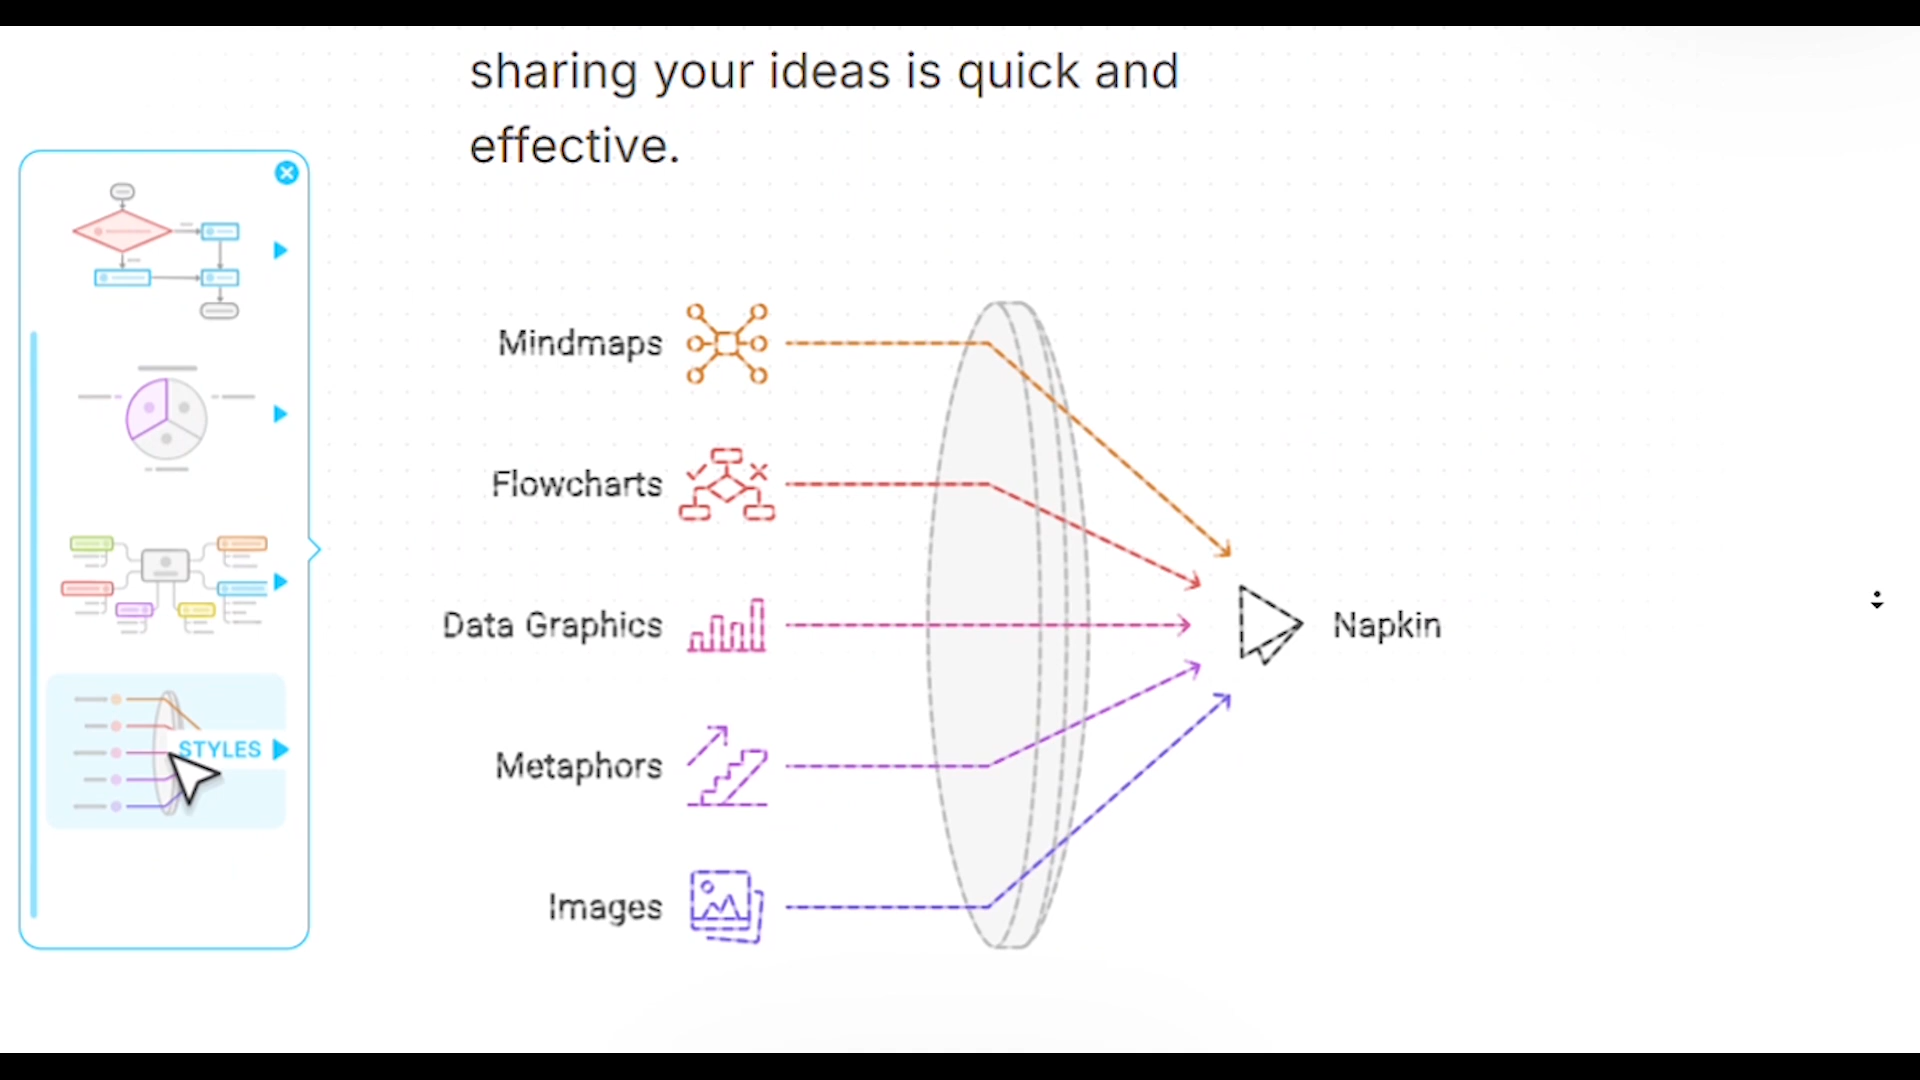 sharing your ideas is quick and
effective.
Mindmaps
Flowcharts
Data Graphics
Napkin
STYLES
Metaphors
Images